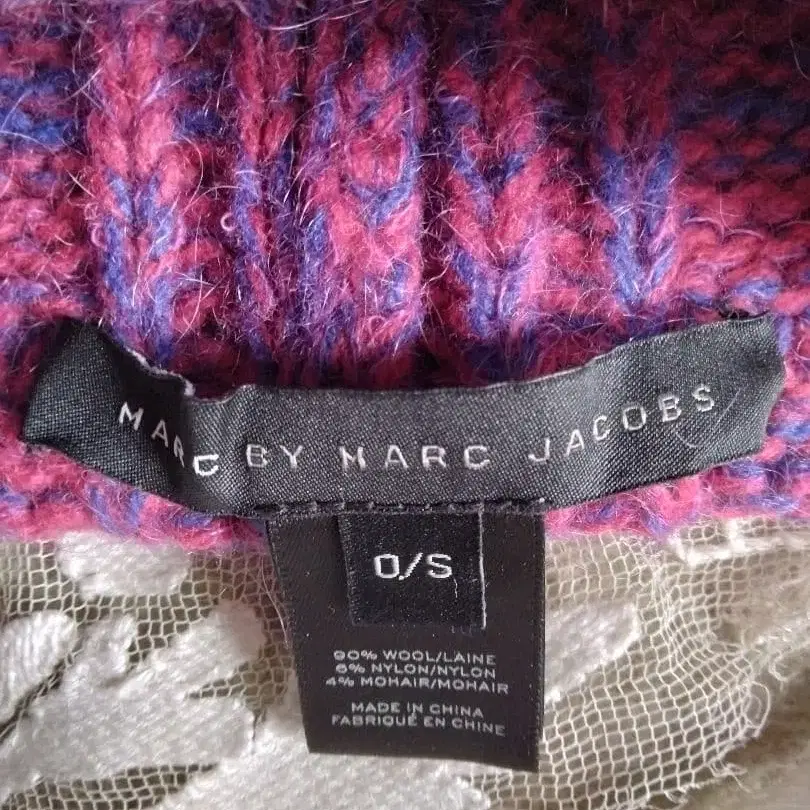 MARC BY MARC JACOBS
O/S
90% WOOL/LAINE
6% NYLON/NYLON
4% MOHAIR/MOHAIR
MADE IN CHINA
FABRIQUÉ EN CHINE